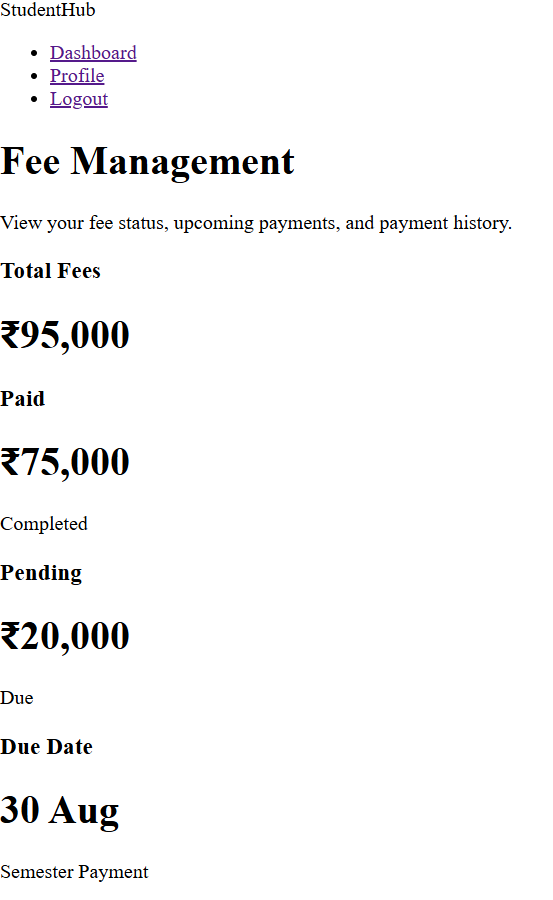 StudentHub
Dashboard
Profile
Logout
Fee Management
View your fee status, upcoming payments, and payment history.
Total Fees
₹95,000
Paid
₹75,000
Completed
Pending
₹20,000
Due
Due Date
30 Aug
Semester Payment